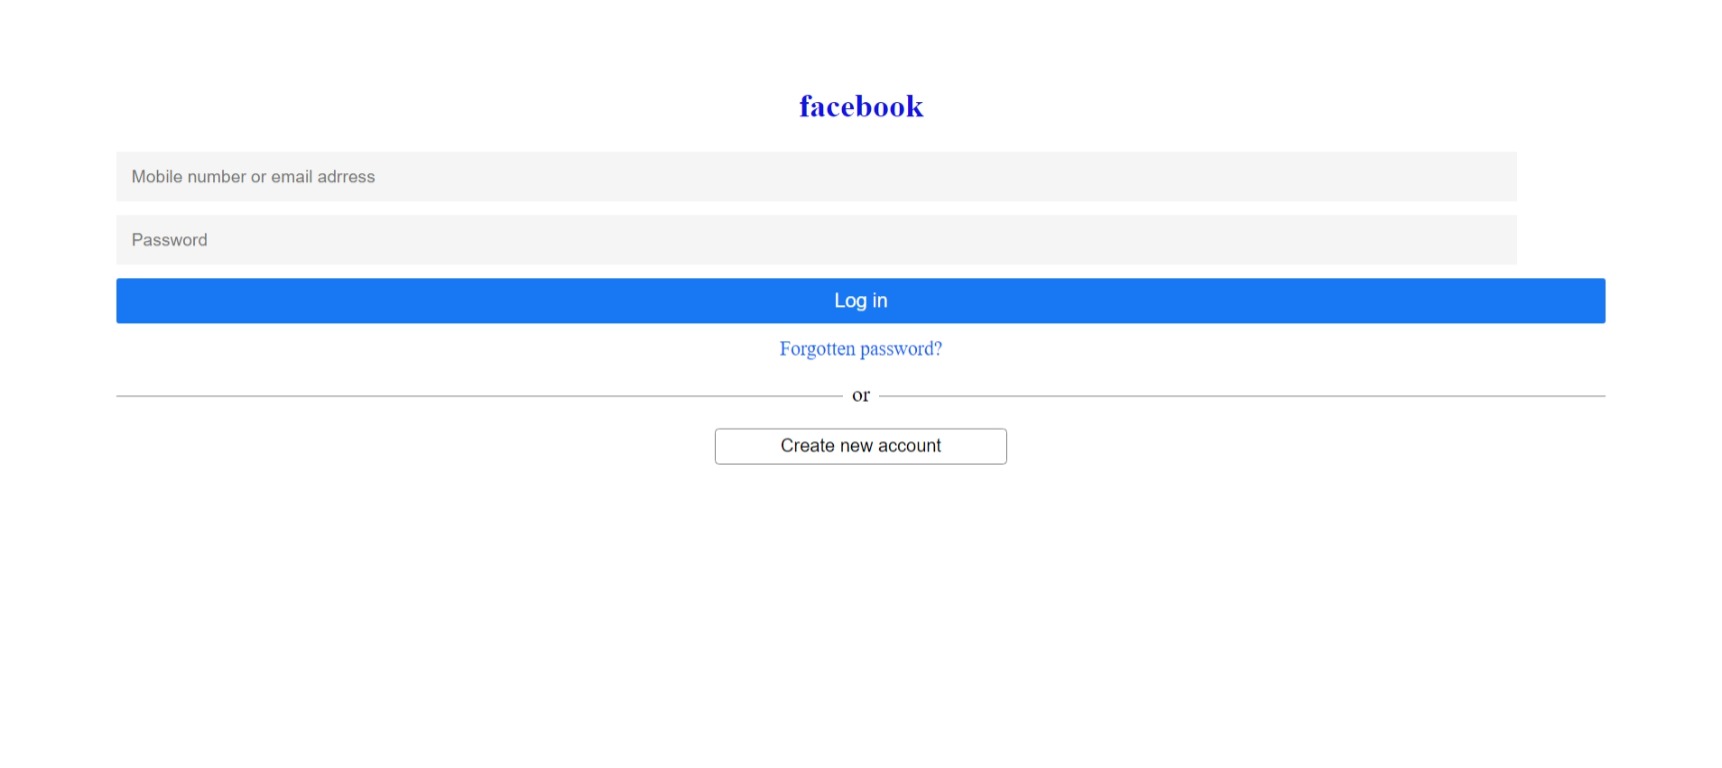 facebook
Mobile number or email adrress
Password
Log in
Forgotten password?
or
Create new account